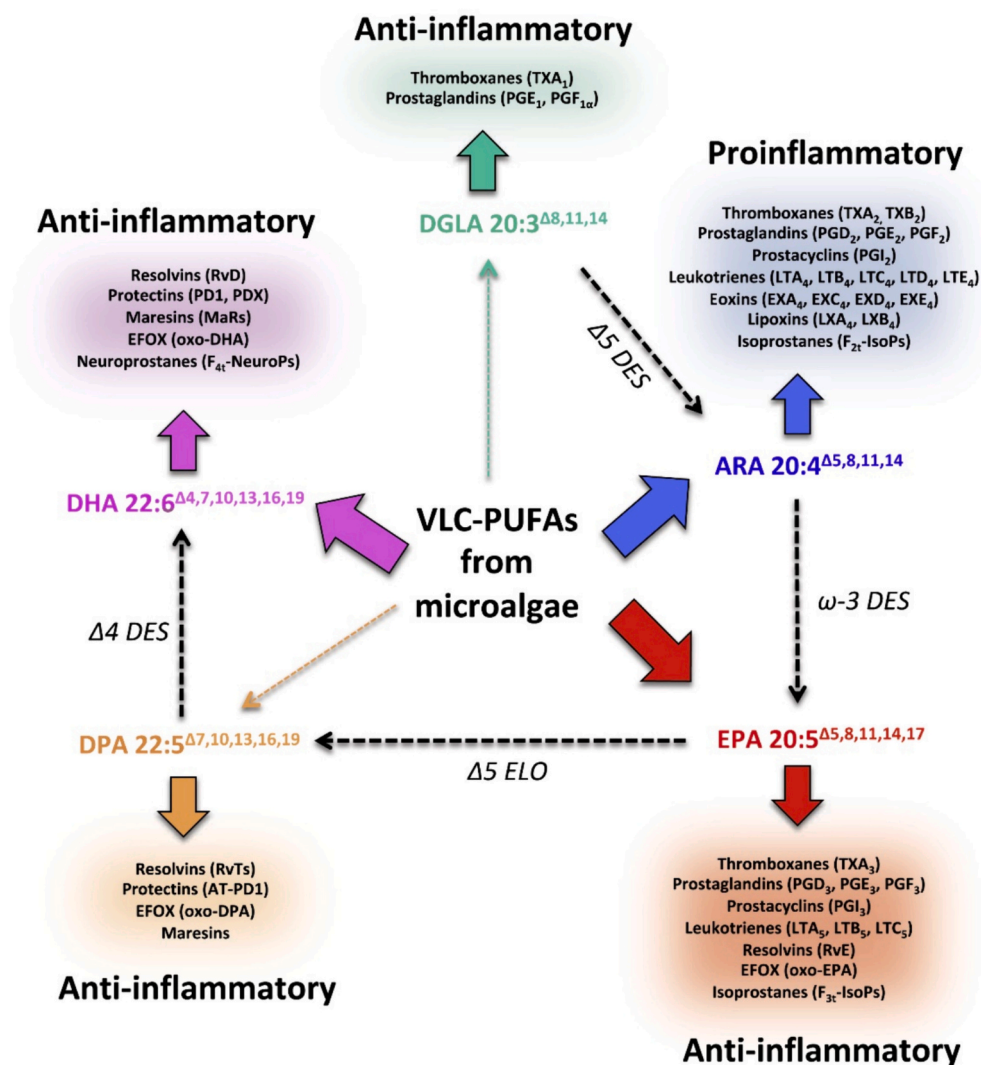 Anti-inflammatory
Thromboxanes (TXA₁)
Prostaglandins (PGE₁, PGF₁α)
DGLA 20:3Δ8,11,14
Proinflammatory
Thromboxanes (TXA₂, TXB₂)
Prostaglandins (PGD₂, PGE₂, PGF₂)
Prostacyclins (PGI₂)
Leukotrienes (LTA₄, LTB₄, LTC₄, LTD₄, LTE₄)
Eoxins (EXA₄, EXC₄, EXD₄, EXE₄)
Lipoxins (LXA₄, LXB₄)
Isoprostanes (F₂t-IsoPs)
Anti-inflammatory
Resolvins (RvD)
Protectins (PD1, PDX)
Maresins (MaRs)
EFOX (oxo-DHA)
Neuroprostanes (F₄t-NeuroPs)
Δ5 DES
ARA 20:4Δ5,8,11,14
DHA 22:6Δ4,7,10,13,16,19
VLC-PUFAs
from
microalgae
ω-3 DES
Δ4 DES
DPA 22:5Δ7,10,13,16,19
EPA 20:5Δ5,8,11,14,17
Δ5 ELO
Resolvins (RvTs)
Protectins (AT-PD1)
EFOX (oxo-DPA)
Maresins
Anti-inflammatory
Thromboxanes (TXA₃)
Prostaglandins (PGD₃, PGE₃, PGF₃)
Prostacyclins (PGI₃)
Leukotrienes (LTA₅, LTB₅, LTC₅)
Resolvins (RvE)
EFOX (oxo-EPA)
Isoprostanes (F₃t-IsoPs)
Anti-inflammatory